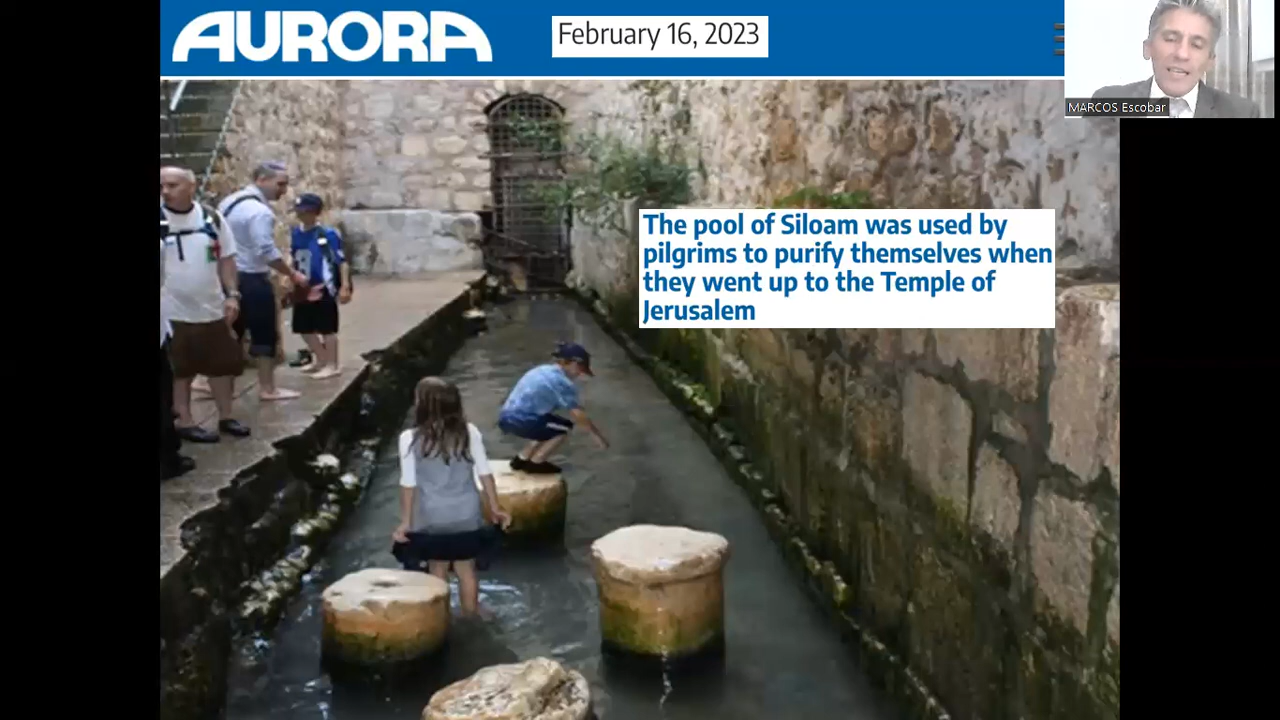 AURORA
February 16, 2023
MARCOS Escobar
The pool of Siloam was used by
pilgrims to purify themselves when
they went up to the Temple of
Jerusalem